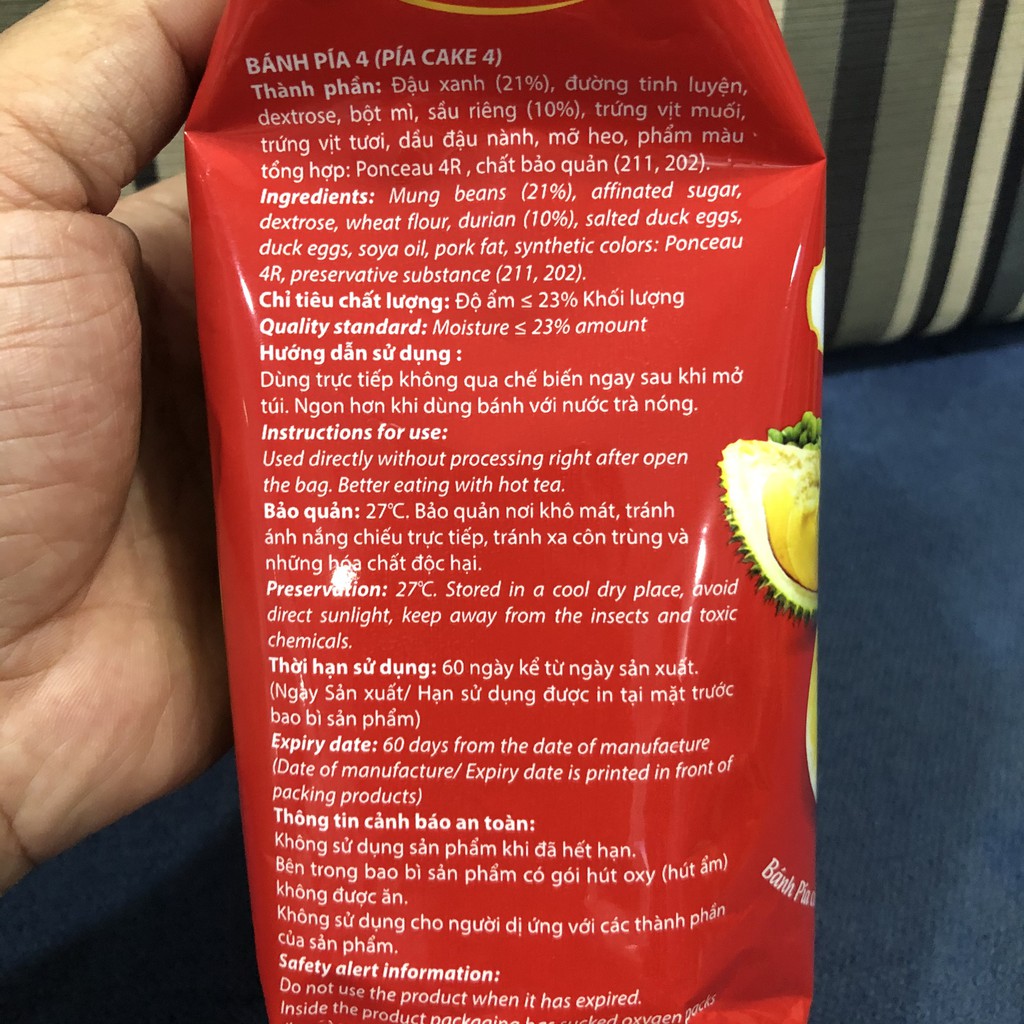 BÁNH PÍA 4 (PÍA CAKE 4)
Thành phần: Đậu xanh (21%), đường tinh luyện,
dextrose, bột mì, sầu riêng (10%), trứng vịt muối,
trứng vịt tươi, dầu đậu nành, mỡ heo, phẩm màu
tổng hợp: Ponceau 4R , chất bảo quản (211, 202).
Ingredients: Mung beans (21%), affinated sugar,
dextrose, wheat flour, durian (10%), salted duck eggs,
duck eggs, soya oil, pork fat, synthetic colors: Ponceau
4R, preservative substance (211, 202).
Chỉ tiêu chất lượng: Độ ẩm ≤ 23% Khối lượng
Quality standard: Moisture ≤ 23% amount
Hướng dẫn sử dụng :
Dùng trực tiếp không qua chế biến ngay sau khi mở
túi. Ngon hơn khi dùng bánh với nước trà nóng.
Instructions for use:
Used directly without processing right after open
the bag. Better eating with hot tea.
Bảo quản: 27℃. Bảo quản nơi khô mát, tránh
ánh nắng chiếu trực tiếp, tránh xa côn trùng và
những hóa chất độc hại.
Preservation: 27℃. Stored in a cool dry place, avoid
direct sunlight, keep away from the insects and toxic
chemicals.
Thời hạn sử dụng: 60 ngày kể từ ngày sản xuất.
(Ngày Sản xuất/ Hạn sử dụng được in tại mặt trước
bao bì sản phẩm)
Expiry date: 60 days from the date of manufacture
(Date of manufacture/ Expiry date is printed in front of
packing products)
Thông tin cảnh báo an toàn:
Không sử dụng sản phẩm khi đã hết hạn.
Bên trong bao bì sản phẩm có gói hút oxy (hút ẩm)
không được ăn.
Không sử dụng cho người dị ứng với các thành phần
của sản phẩm.
Safety alert information:
Do not use the product when it has expired.
Inside the product packaging has sucked oxygen packs
Bánh Pía